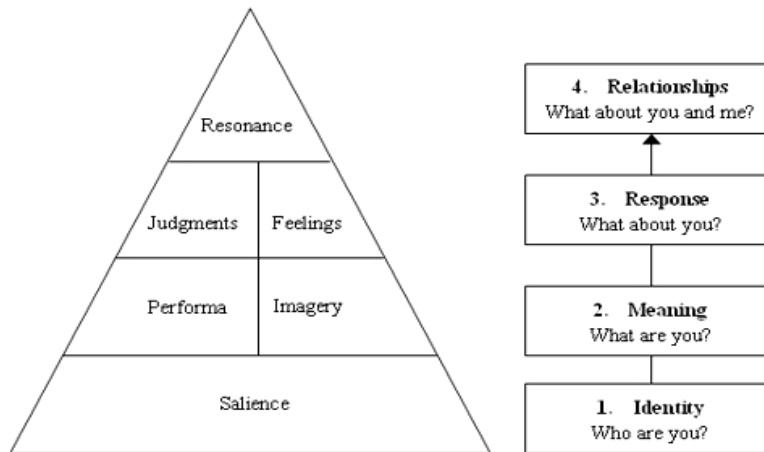 Resonance
Judgments
Feelings
Performa
Imagery
Salience
4. Relationships
What about you and me?
3. Response
What about you?
2. Meaning
What are you?
1. Identity
Who are you?